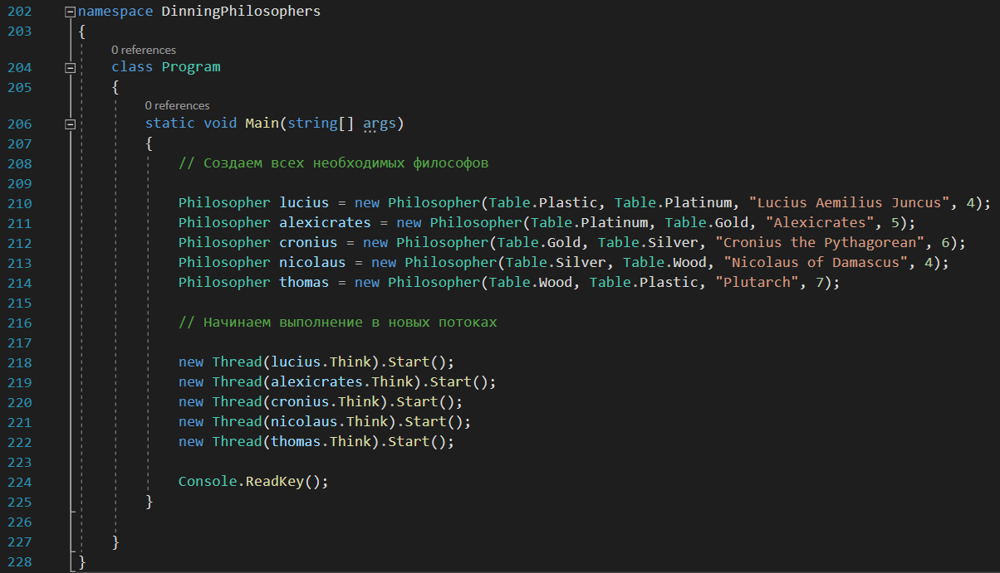 202 namespace DinningPhilosophers
203 {
0 references
204 class Program
205 {
0 references
206 static void Main(string[] args)
207 {
208 // Создаем всех необходимых философов
209
210 Philosopher lucius = new Philosopher(Table.Plastic, Table.Platinum, "Lucius Aemilius Juncus", 4);
211 Philosopher alexicrates = new Philosopher(Table.Platinum, Table.Gold, "Alexicrates", 5);
212 Philosopher cronius = new Philosopher(Table.Gold, Table.Silver, "Cronius the Pythagorean", 6);
213 Philosopher nicolaus = new Philosopher(Table.Silver, Table.Wood, "Nicolaus of Damascus", 4);
214 Philosopher thomas = new Philosopher(Table.Wood, Table.Plastic, "Plutarch", 7);
215
216 // Начинаем выполнение в новых потоках
217
218 new Thread(lucius.Think).Start();
219 new Thread(alexicrates.Think).Start();
220 new Thread(cronius.Think).Start();
221 new Thread(nicolaus.Think).Start();
222 new Thread(thomas.Think).Start();
223
224 Console.ReadKey();
225 }
226
227 }
228 }